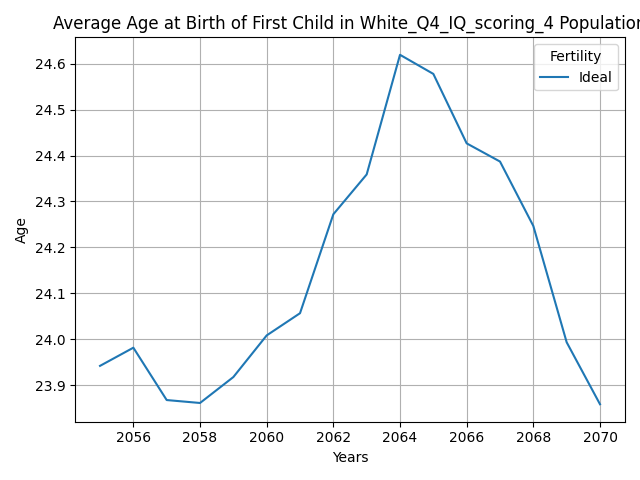 Average Age at Birth of First Child in White_Q4_IQ_scoring_4 Population
Fertility
Ideal
24.6
24.5
24.4
24.3
24.2
24.1
24.0
23.9
Age
2056 2058 2060 2062 2064 2066 2068 2070
Years